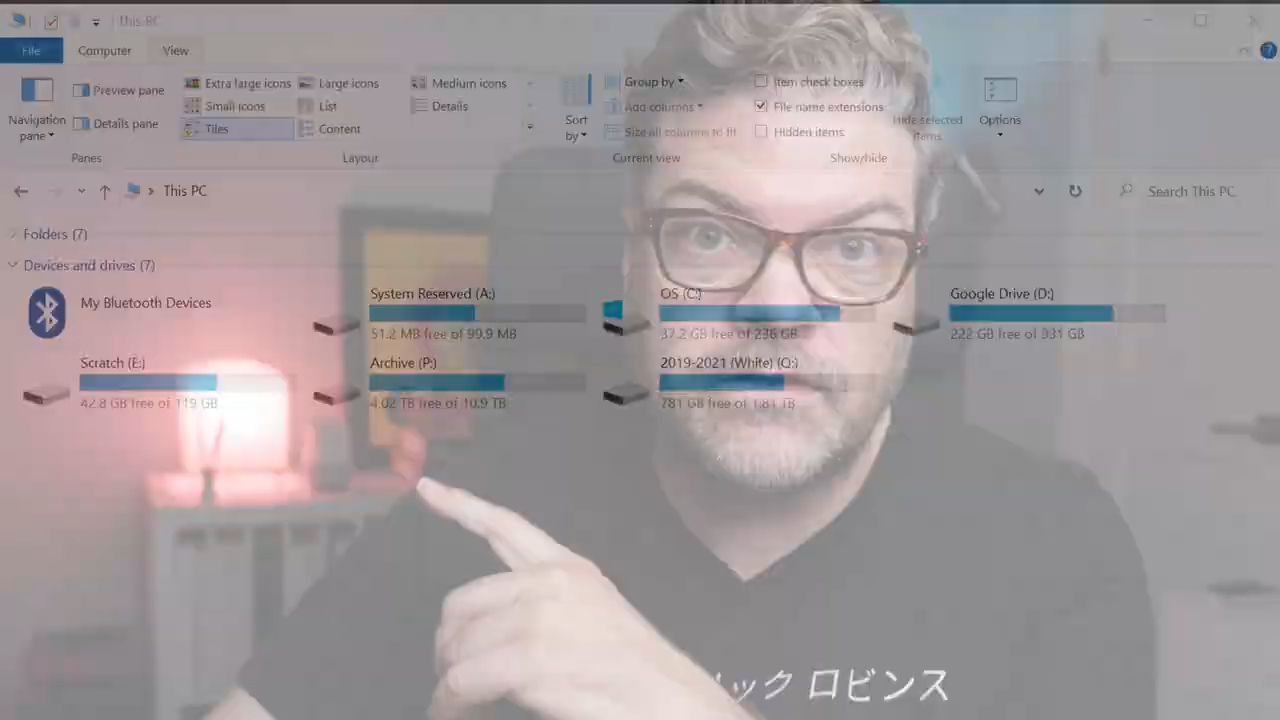 This PC
File Computer View
Navigation pane
Preview pane
Details pane
Panes
Extra large icons Large icons Medium icons
Small icons List Details
Tiles Content
Layout
Sort by
Group by
Add columns
Size all columns to fit
Current view
Item check boxes
File name extensions
Hidden items
Hide selected items
Show/hide
Options
This PC
Search This PC
Folders (7)
Devices and drives (7)
My Bluetooth Devices
System Reserved (A:)
51.2 MB free of 99.9 MB
OS (C:)
37.2 GB free of 236 GB
Google Drive (D:)
222 GB free of 931 GB
Scratch (E:)
42.8 GB free of 119 GB
Archive (P:)
4.02 TB free of 10.9 TB
2019-2021 (White) (Q:)
781 GB free of 1.81 TB
ック ロビンス